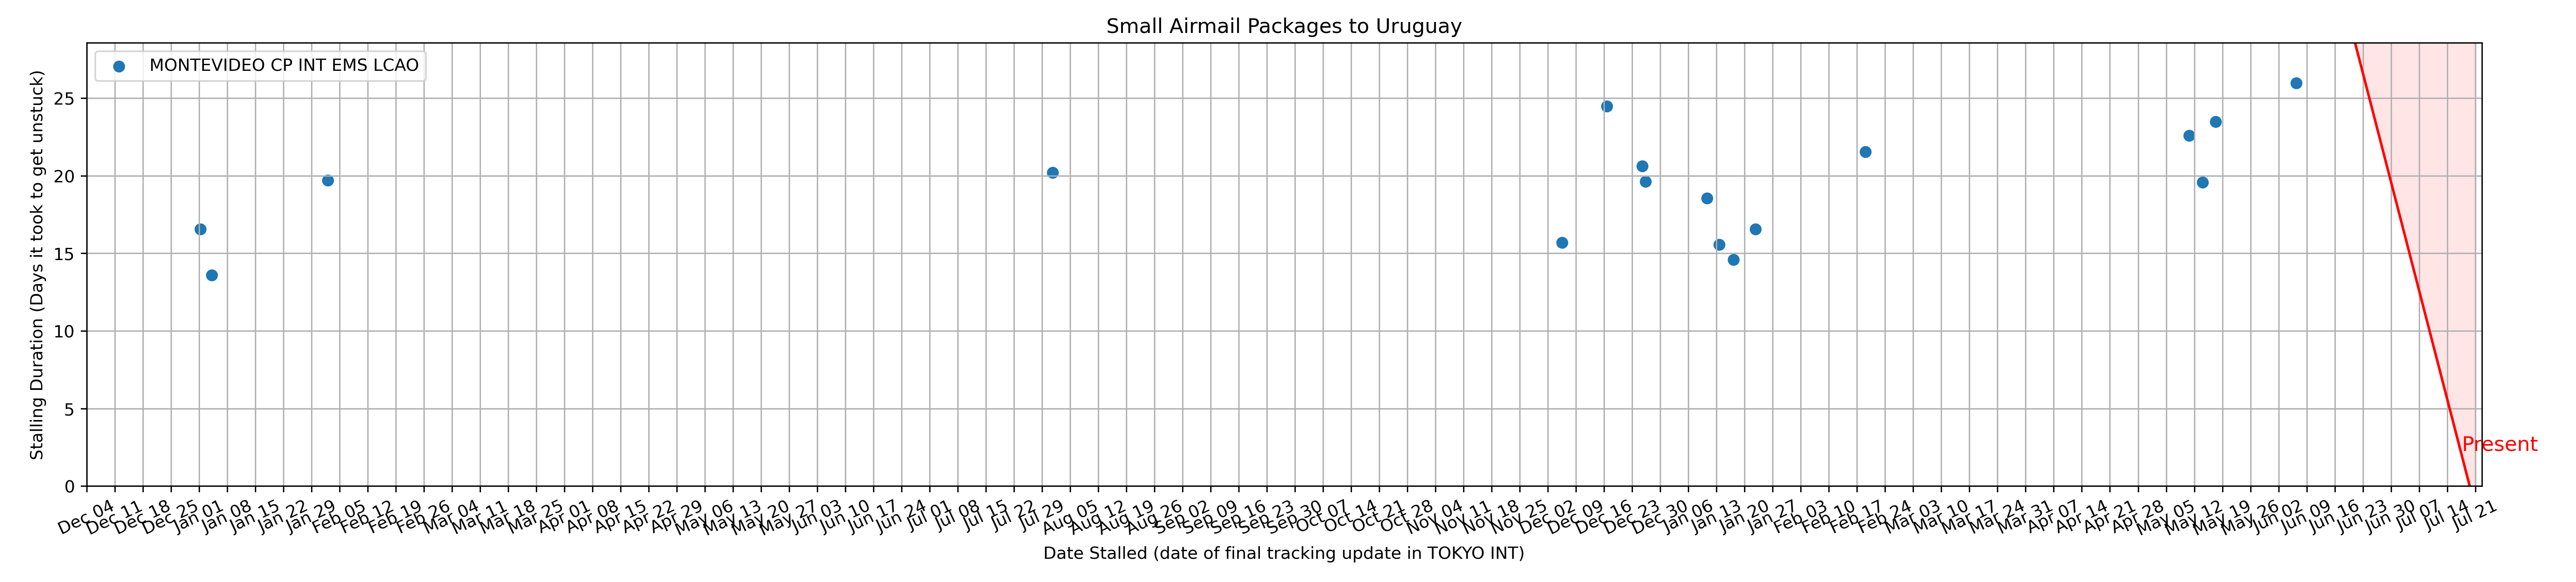 Small Airmail Packages to Uruguay
MONTEVIDEO CP INT EMS LCAO
Stalling Duration (Days it took to get unstuck)
25
20
15
10
5
0
Present
Dec 04
Dec 11
Dec 18
Dec 25
Jan 01
Jan 08
Jan 15
Jan 22
Jan 29
Feb 05
Feb 12
Feb 19
Feb 26
Mar 04
Mar 11
Mar 18
Mar 25
Apr 01
Apr 08
Apr 15
Apr 22
Apr 29
May 06
May 13
May 20
May 27
Jun 03
Jun 10
Jun 17
Jun 24
Jul 01
Jul 08
Jul 15
Jul 22
Jul 29
Aug 05
Aug 12
Aug 19
Aug 26
Sep 02
Sep 09
Sep 16
Sep 23
Sep 30
Oct 07
Oct 14
Oct 21
Oct 28
Nov 04
Nov 11
Nov 18
Nov 25
Dec 02
Dec 09
Dec 16
Dec 23
Dec 30
Jan 06
Jan 13
Jan 20
Jan 27
Feb 03
Feb 10
Feb 17
Feb 24
Mar 03
Mar 10
Mar 17
Mar 24
Mar 31
Apr 07
Apr 14
Apr 21
Apr 28
May 05
May 12
May 19
May 26
Jun 02
Jun 09
Jun 16
Jun 23
Jun 30
Jul 07
Jul 14
Jul 21
Date Stalled (date of final tracking update in TOKYO INT)